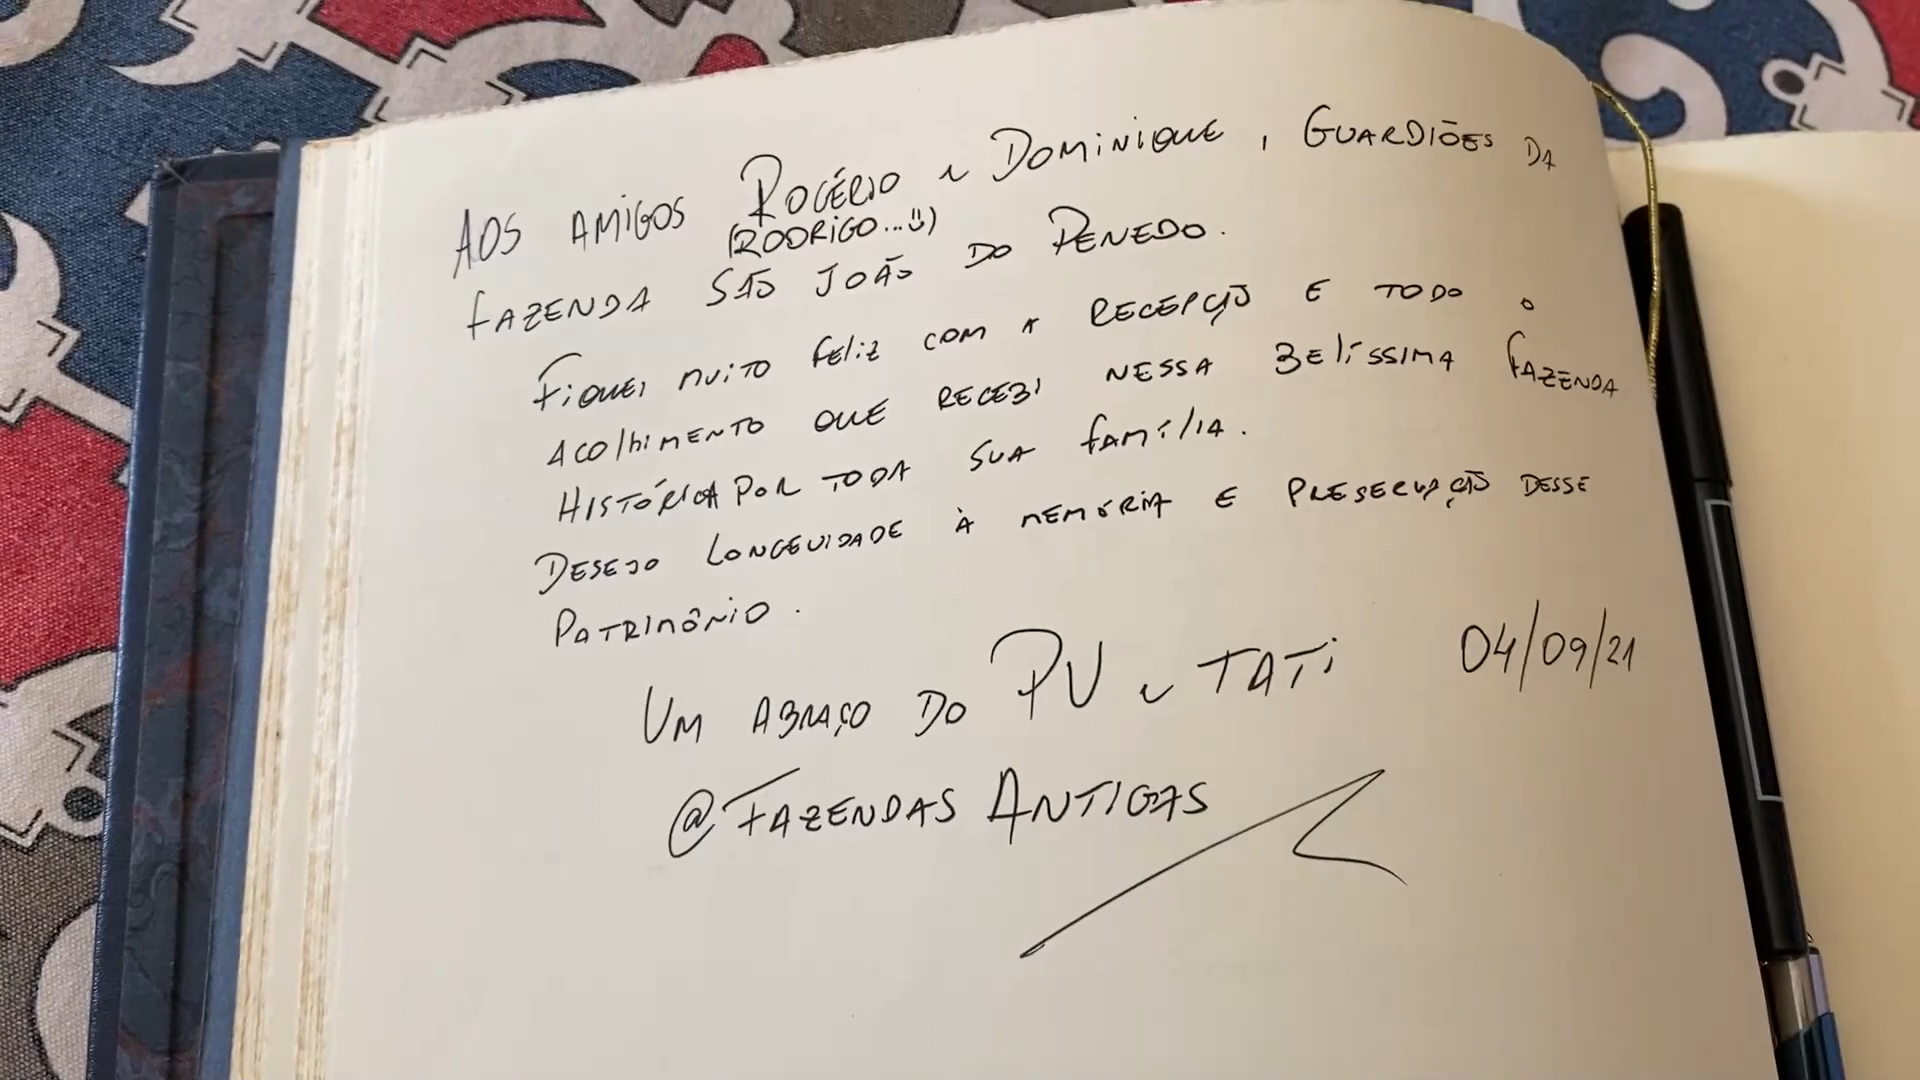 AOS AMIGOS ROGÉRIO e DOMINIQUE, GUARDIÕES DA
(RODRIGO...ü)
FAZENDA SÃO JOÃO DO PENEDO.
FIQUEI MUITO FELIZ COM A RECEPÇÃO E TODO O
ACOLHIMENTO QUE RECEBI NESSA BELÍSSIMA FAZENDA
HISTÓRICA POR TODA SUA FAMÍLIA.
DESEJO LONGEVIDADE À MEMÓRIA E PRESERVAÇÃO DESSE
PATRIMÔNIO.
UM ABRAÇO DO PV e TATI 04/09/21
@FAZENDAS ANTIGAS